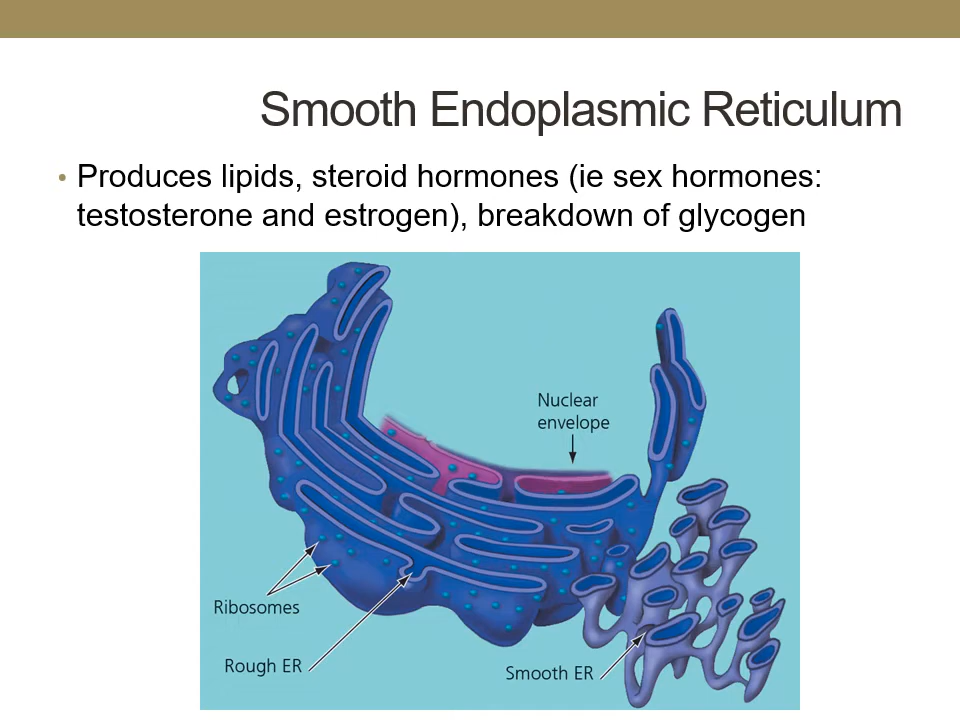 Smooth Endoplasmic Reticulum
• Produces lipids, steroid hormones (ie sex hormones:
testosterone and estrogen), breakdown of glycogen
Nuclear
envelope
Ribosomes
Rough ER
Smooth ER